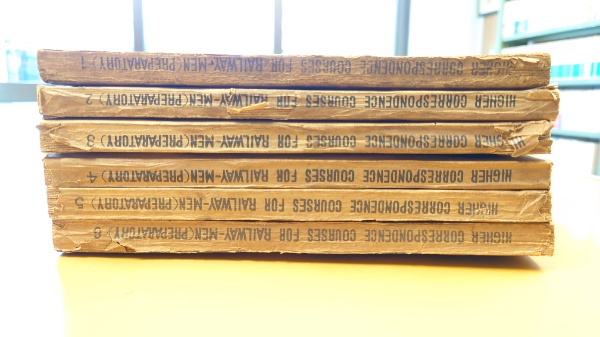 HIGHER CORRESPONDENCE COURSES FOR RAILWAY-MEN (PREPARATORY) 1
HIGHER CORRESPONDENCE COURSES FOR RAILWAY-MEN (PREPARATORY) 2
HIGHER CORRESPONDENCE COURSES FOR RAILWAY-MEN (PREPARATORY) 3
HIGHER CORRESPONDENCE COURSES FOR RAILWAY-MEN (PREPARATORY) 4
HIGHER CORRESPONDENCE COURSES FOR RAILWAY-MEN (PREPARATORY) 5
HIGHER CORRESPONDENCE COURSES FOR RAILWAY-MEN (PREPARATORY) 6